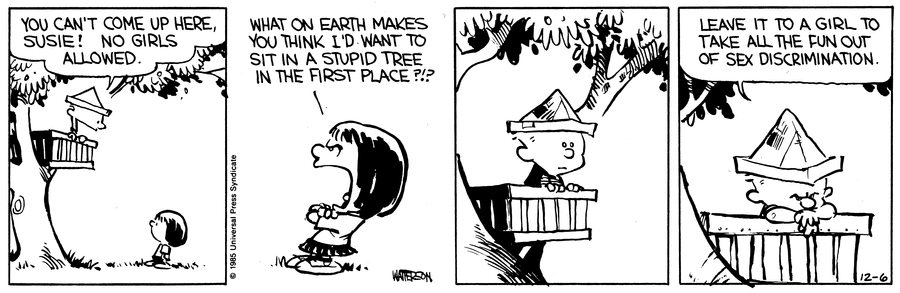 YOU CAN'T COME UP HERE,
SUSIE! NO GIRLS
ALLOWED.
© 1985 Universal Press Syndicate
WHAT ON EARTH MAKES
YOU THINK I'D WANT TO
SIT IN A STUPID TREE
IN THE FIRST PLACE?!?
WATTERSON
LEAVE IT TO A GIRL TO
TAKE ALL THE FUN OUT
OF SEX DISCRIMINATION.
12-6